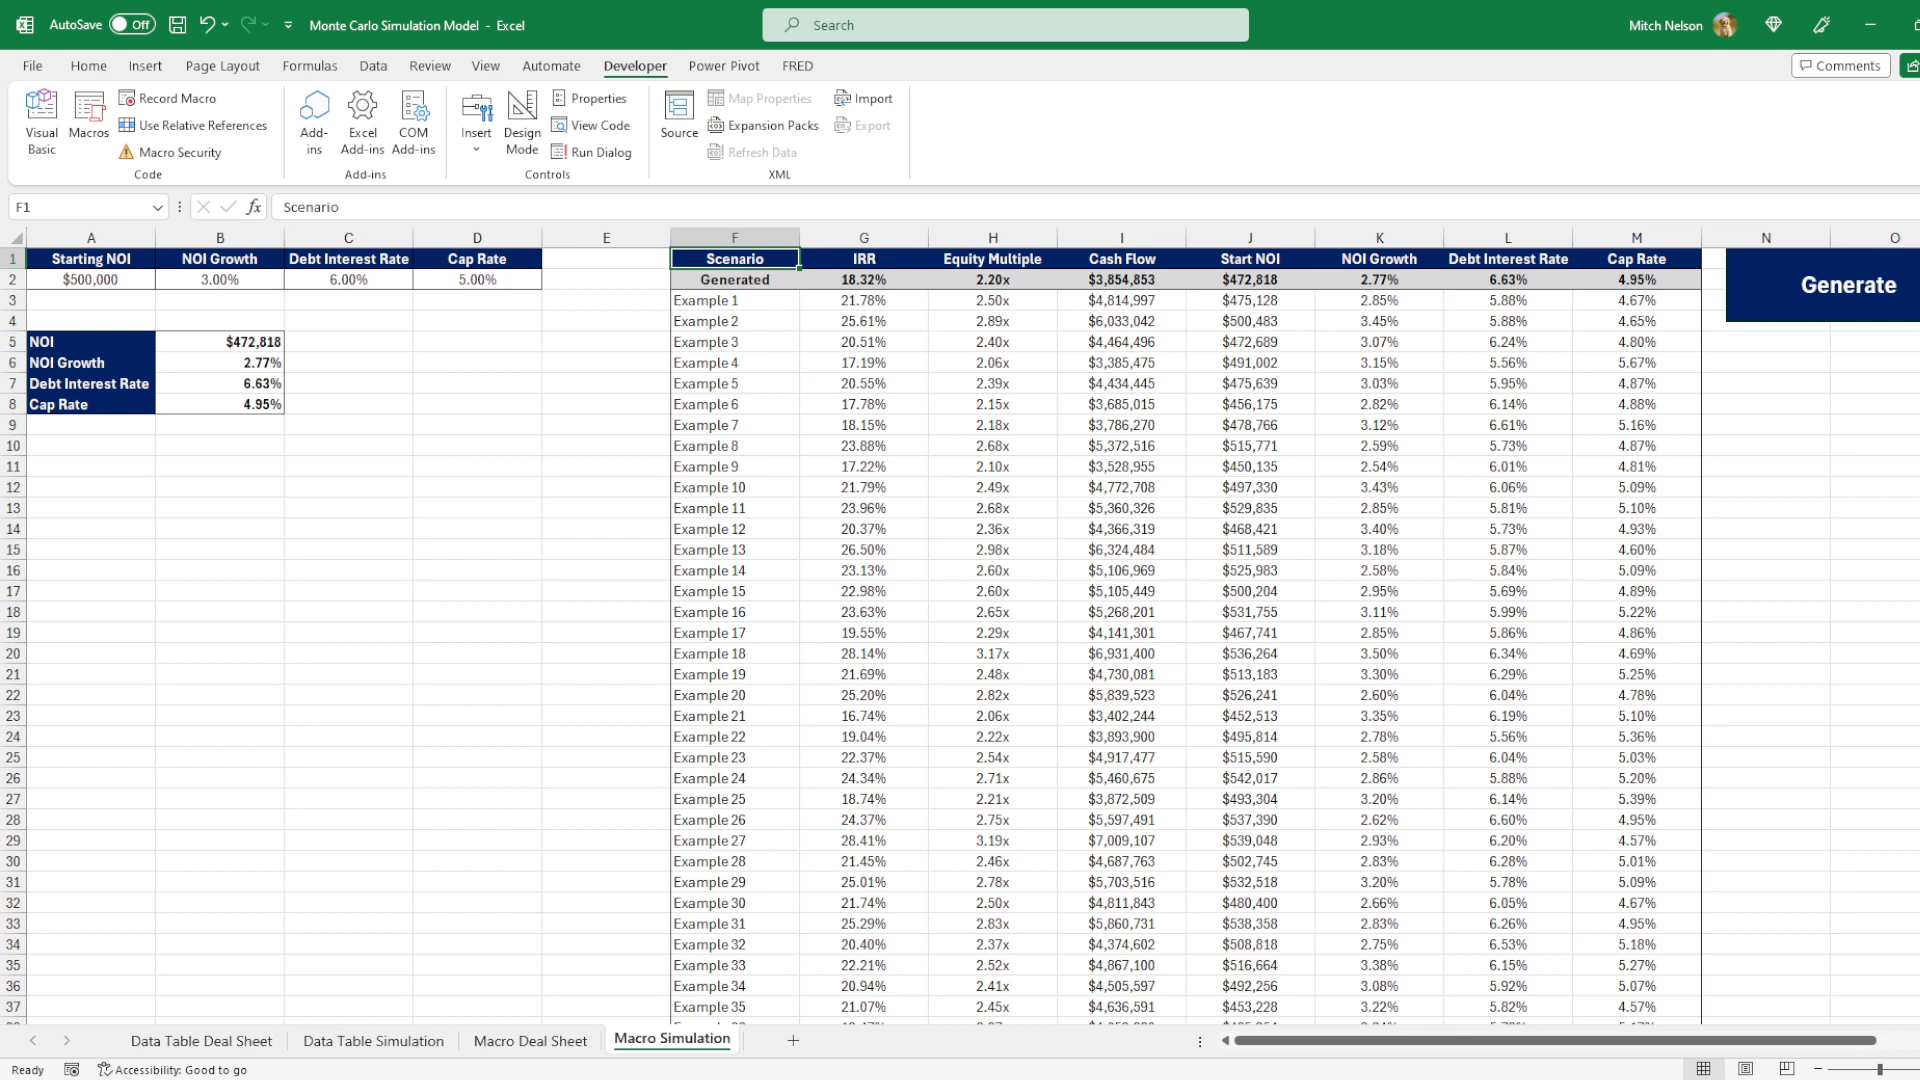 AutoSave Off Monte Carlo Simulation Model - Excel Search Mitch Nelson
File Home Insert Page Layout Formulas Data Review View Automate Developer Power Pivot FRED Comments
Visual Basic
Macros
Record Macro
Use Relative References
Macro Security
Code
Add-ins
Excel Add-ins
COM Add-ins
Add-ins
Insert
Design Mode
Properties
View Code
Run Dialog
Controls
Source
Map Properties
Expansion Packs
Refresh Data
Import
Export
XML
F1 fx Scenario
A B C D E F G H I J K L M N O
1 Starting NOI NOI Growth Debt Interest Rate Cap Rate Scenario IRR Equity Multiple Cash Flow Start NOI NOI Growth Debt Interest Rate Cap Rate
2 $500,000 3.00% 6.00% 5.00% Generated 18.32% 2.20x $3,854,853 $472,818 2.77% 6.63% 4.95% Generate
3 Example 1 21.78% 2.50x $4,814,997 $475,128 2.85% 5.88% 4.67%
4 Example 2 25.61% 2.89x $6,033,042 $500,483 3.45% 5.88% 4.65%
5 NOI $472,818 Example 3 20.51% 2.40x $4,464,496 $472,689 3.07% 6.24% 4.80%
6 NOI Growth 2.77% Example 4 17.19% 2.06x $3,385,475 $491,002 3.15% 5.56% 5.67%
7 Debt Interest Rate 6.63% Example 5 20.55% 2.39x $4,434,445 $475,639 3.03% 5.95% 4.87%
8 Cap Rate 4.95% Example 6 17.78% 2.15x $3,685,015 $456,175 2.82% 6.14% 4.88%
9 Example 7 18.15% 2.18x $3,786,270 $478,766 3.12% 6.61% 5.16%
10 Example 8 23.88% 2.68x $5,372,516 $515,771 2.59% 5.73% 4.87%
11 Example 9 17.22% 2.10x $3,528,955 $450,135 2.54% 6.01% 4.81%
12 Example 10 21.79% 2.49x $4,772,708 $497,330 3.43% 6.06% 5.09%
13 Example 11 23.96% 2.68x $5,360,326 $529,835 2.85% 5.81% 5.10%
14 Example 12 20.37% 2.36x $4,366,319 $468,421 3.40% 5.73% 4.93%
15 Example 13 26.50% 2.98x $6,324,484 $511,589 3.18% 5.87% 4.60%
16 Example 14 23.13% 2.60x $5,106,969 $525,983 2.58% 5.84% 5.09%
17 Example 15 22.98% 2.60x $5,105,449 $500,204 2.95% 5.69% 4.89%
18 Example 16 23.63% 2.65x $5,268,201 $531,755 3.11% 5.99% 5.22%
19 Example 17 19.55% 2.29x $4,141,301 $467,741 2.85% 5.86% 4.86%
20 Example 18 28.14% 3.17x $6,931,400 $536,264 3.50% 6.34% 4.69%
21 Example 19 21.69% 2.48x $4,730,081 $513,183 3.30% 6.29% 5.25%
22 Example 20 25.20% 2.82x $5,839,523 $526,241 2.60% 6.04% 4.78%
23 Example 21 16.74% 2.06x $3,402,244 $452,513 3.35% 6.19% 5.10%
24 Example 22 19.04% 2.22x $3,893,900 $495,814 2.78% 5.56% 5.36%
25 Example 23 22.37% 2.54x $4,917,477 $515,590 2.58% 6.04% 5.03%
26 Example 24 24.34% 2.71x $5,460,675 $542,017 2.86% 5.88% 5.20%
27 Example 25 18.74% 2.21x $3,872,509 $493,304 3.20% 6.14% 5.39%
28 Example 26 24.37% 2.75x $5,597,491 $537,390 2.62% 6.60% 4.95%
29 Example 27 28.41% 3.19x $7,009,107 $539,048 2.93% 6.20% 4.57%
30 Example 28 21.45% 2.46x $4,687,763 $502,745 2.83% 6.28% 5.01%
31 Example 29 25.01% 2.78x $5,703,516 $532,518 3.20% 5.78% 5.09%
32 Example 30 21.74% 2.50x $4,811,843 $480,400 2.66% 6.05% 4.67%
33 Example 31 25.29% 2.83x $5,860,731 $538,358 2.83% 6.26% 4.95%
34 Example 32 20.40% 2.37x $4,374,602 $508,818 2.75% 6.53% 5.18%
35 Example 33 22.21% 2.52x $4,867,100 $516,664 3.38% 6.15% 5.27%
36 Example 34 20.94% 2.41x $4,505,597 $492,256 3.08% 5.92% 5.07%
37 Example 35 21.07% 2.45x $4,636,591 $453,228 3.22% 5.82% 4.57%
Data Table Deal Sheet Data Table Simulation Macro Deal Sheet Macro Simulation
Ready Accessibility: Good to go